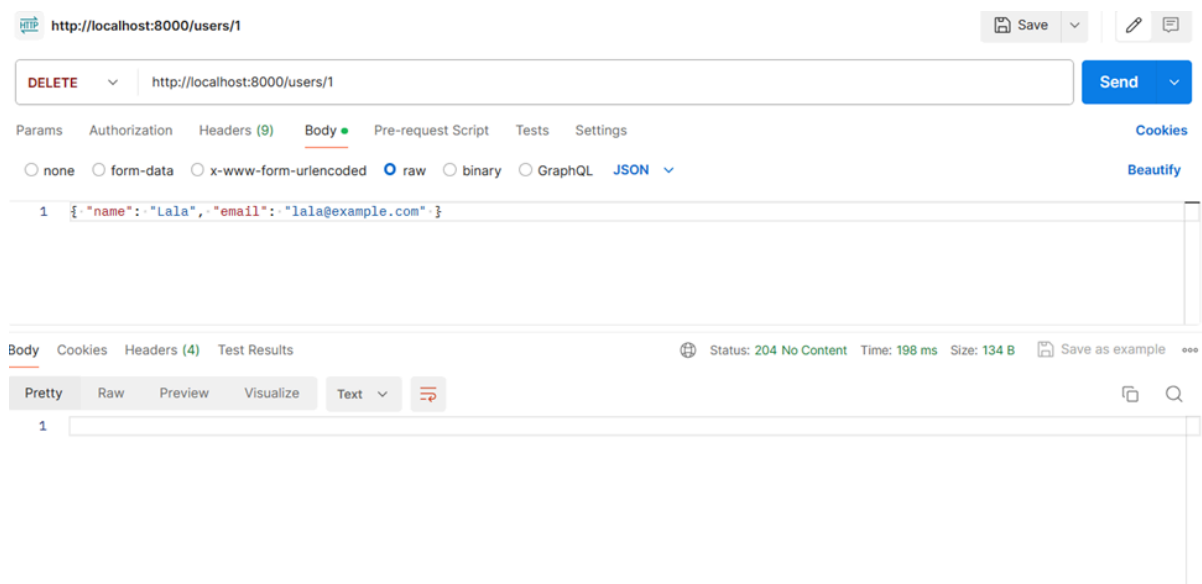 HTTP http://localhost:8000/users/1 Save
DELETE http://localhost:8000/users/1 Send
Params Authorization Headers (9) Body Pre-request Script Tests Settings Cookies
none form-data x-www-form-urlencoded raw binary GraphQL JSON Beautify
1 { "name": "Lala", "email": "lala@example.com" }
Body Cookies Headers (4) Test Results Status: 204 No Content Time: 198 ms Size: 134 B Save as example
Pretty Raw Preview Visualize Text
1